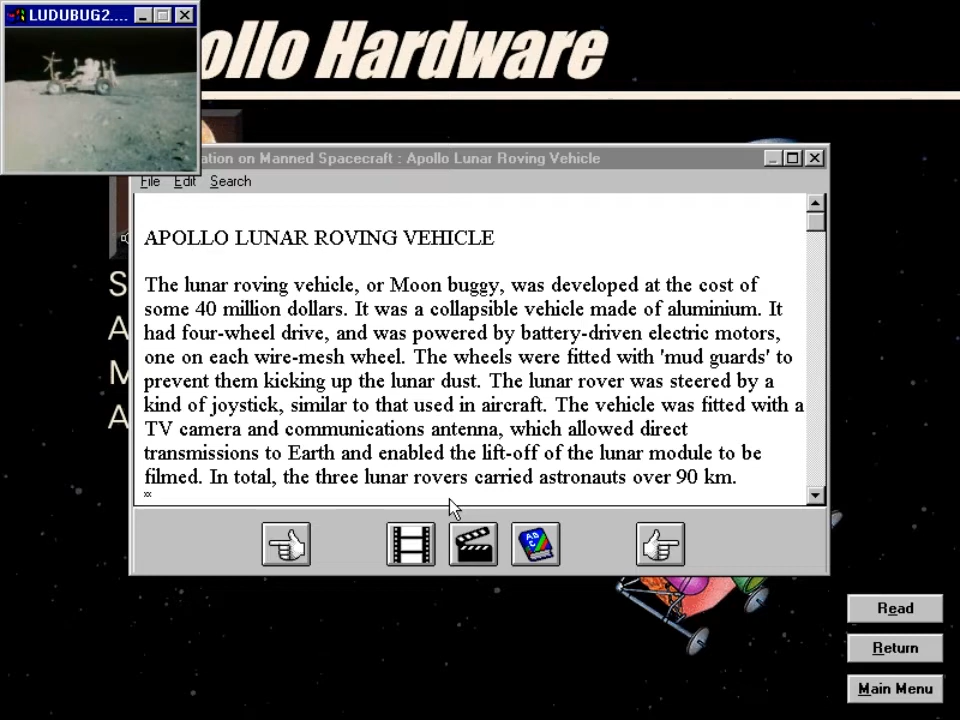 LUDUBUG2....
ollo Hardware
ation on Manned Spacecraft : Apollo Lunar Roving Vehicle
File Edit Search
APOLLO LUNAR ROVING VEHICLE
The lunar roving vehicle, or Moon buggy, was developed at the cost of
some 40 million dollars. It was a collapsible vehicle made of aluminium. It
had four-wheel drive, and was powered by battery-driven electric motors,
one on each wire-mesh wheel. The wheels were fitted with 'mud guards' to
prevent them kicking up the lunar dust. The lunar rover was steered by a
kind of joystick, similar to that used in aircraft. The vehicle was fitted with a
TV camera and communications antenna, which allowed direct
transmissions to Earth and enabled the lift-off of the lunar module to be
filmed. In total, the three lunar rovers carried astronauts over 90 km.
xx
S
A
M
A
AB
C
Read
Return
Main Menu